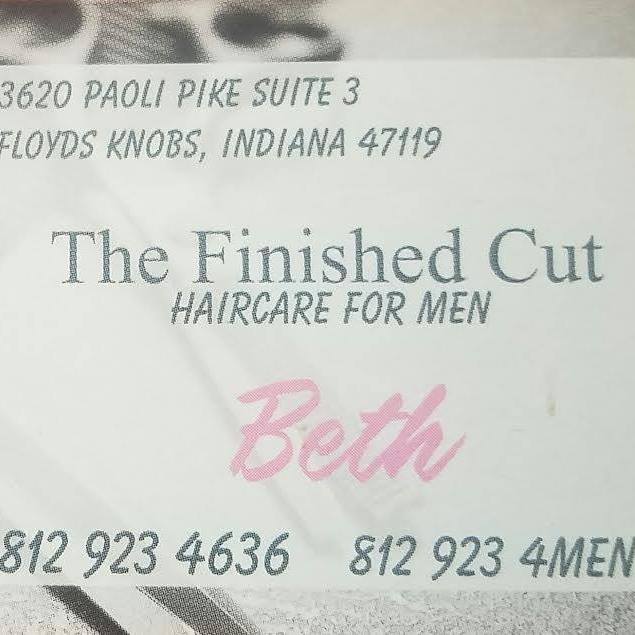 3620 PAOLI PIKE SUITE 3
FLOYDS KNOBS, INDIANA 47119
The Finished Cut
HAIRCARE FOR MEN
Beth
812 923 4636 812 923 4MEN